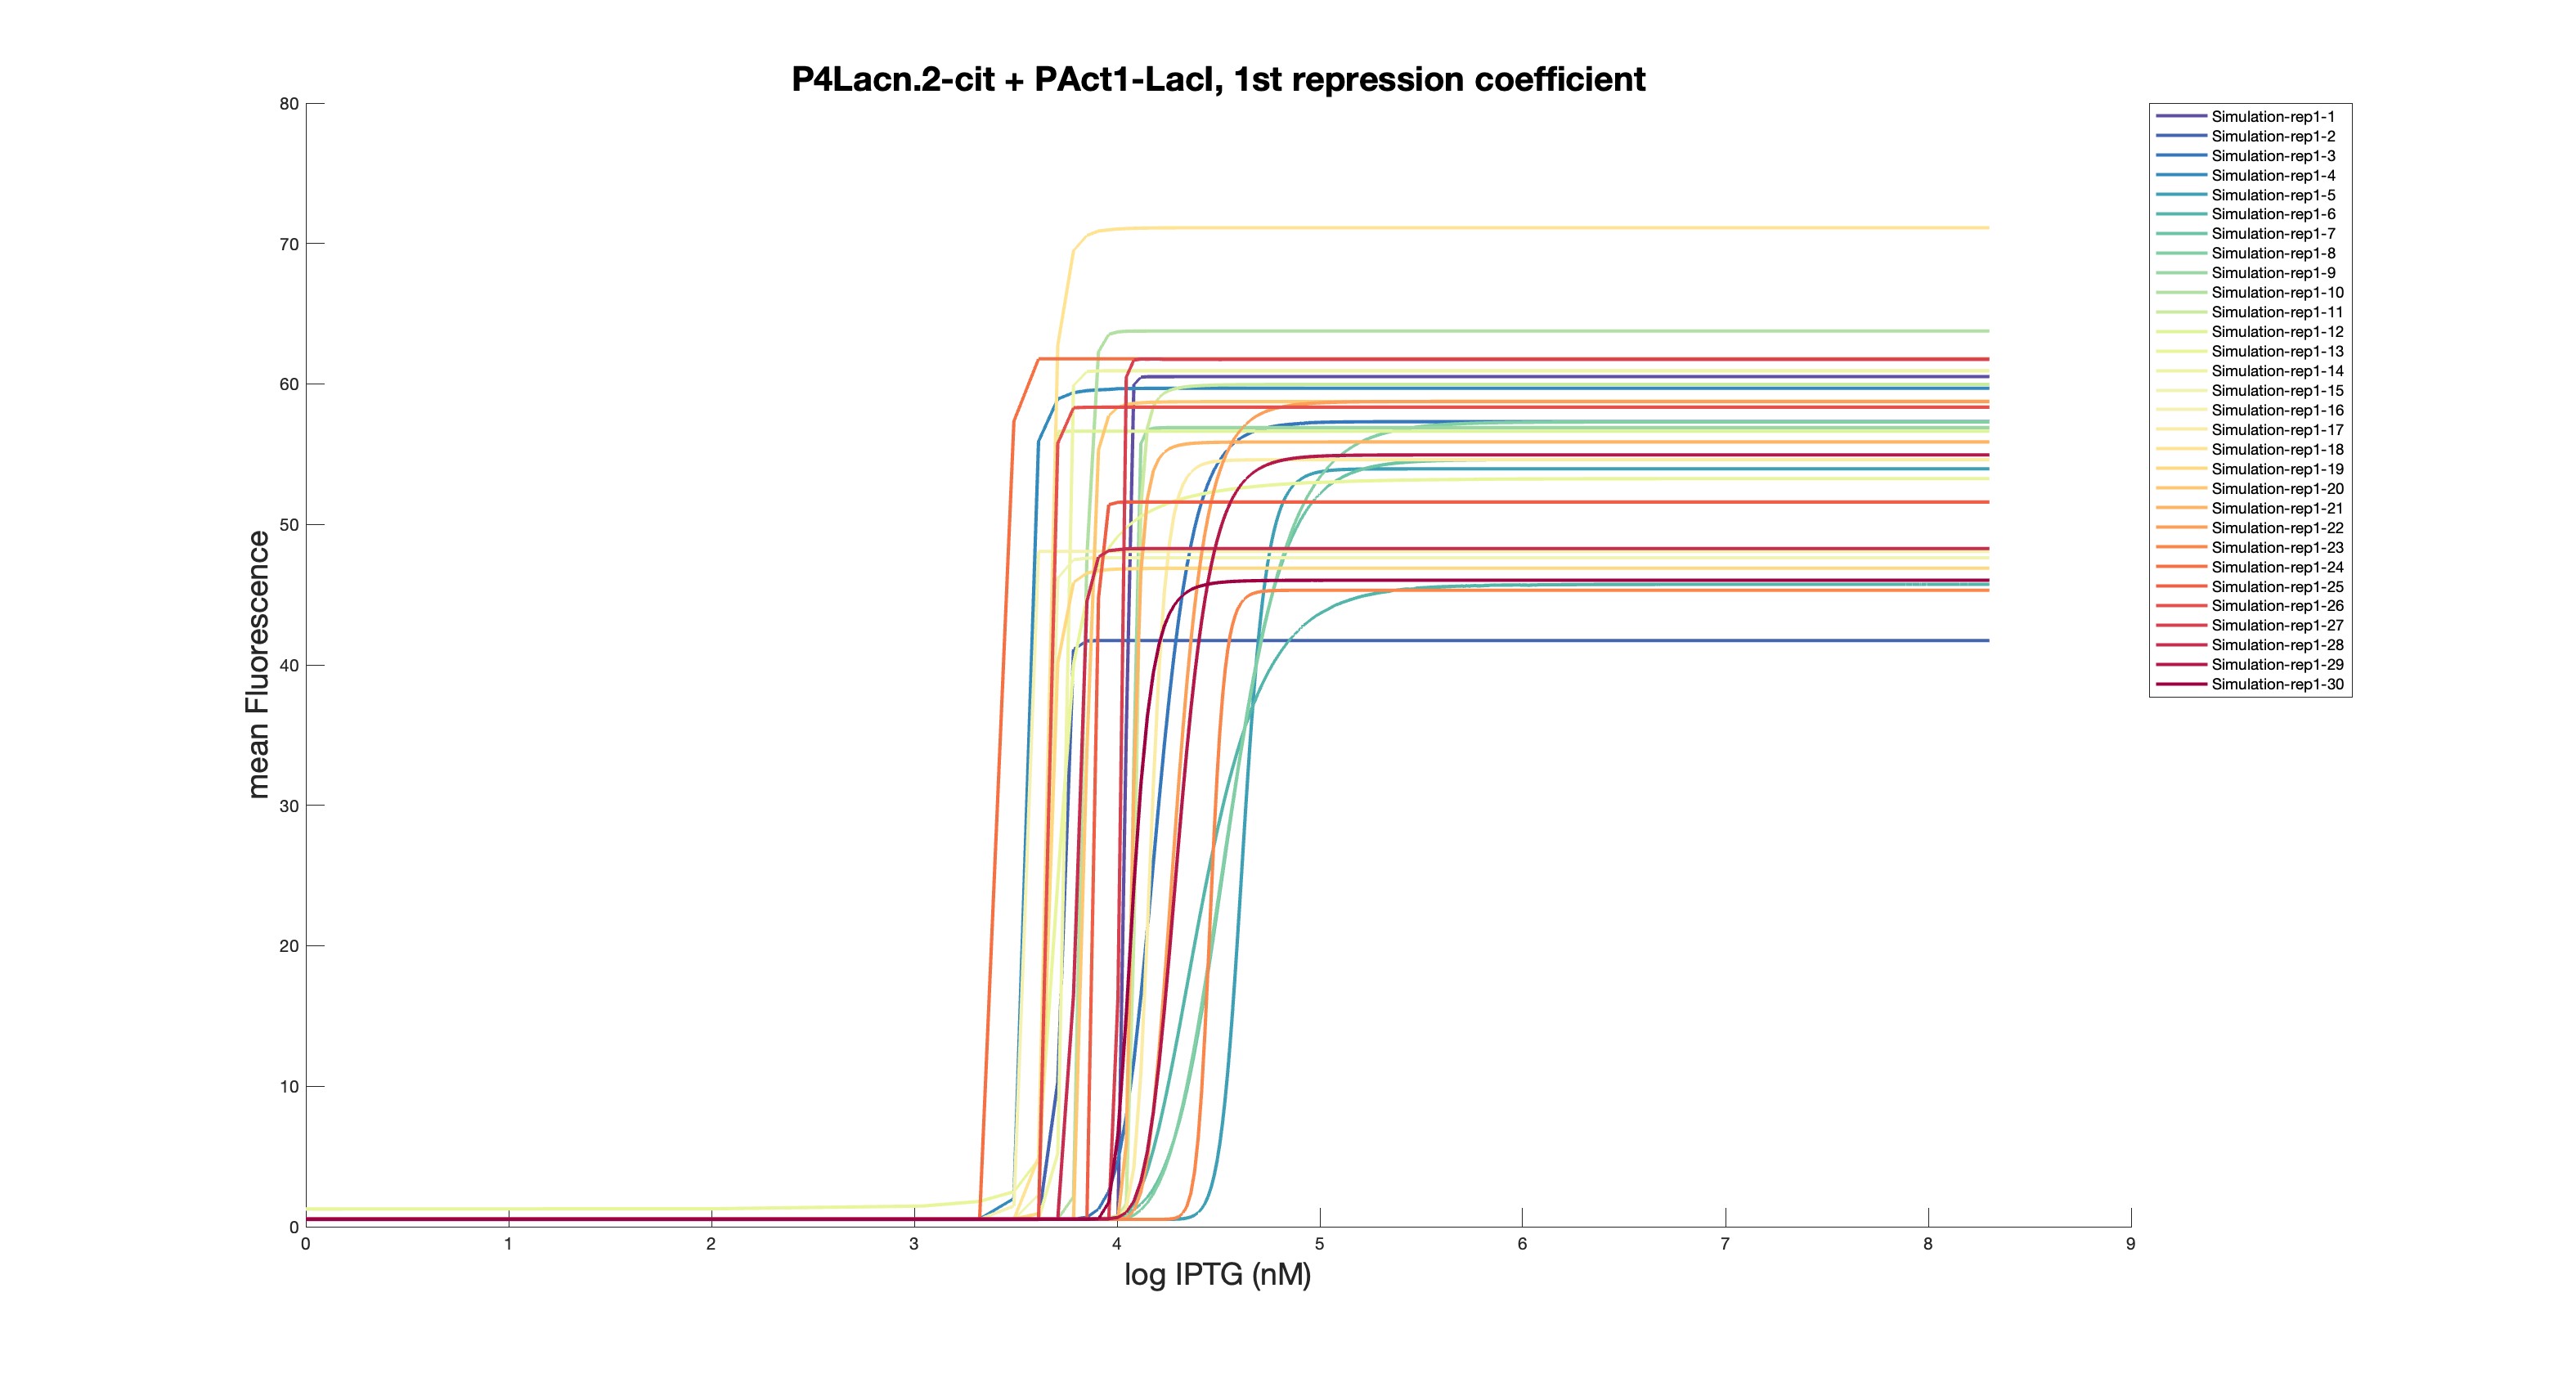 P4Lacn.2-cit + PAct1-LacI, 1st repression coefficient
80
70
60
50
40
30
20
10
0
mean Fluorescence
0 1 2 3 4 5 6 7 8 9
log IPTG (nM)
Simulation-rep1-1
Simulation-rep1-2
Simulation-rep1-3
Simulation-rep1-4
Simulation-rep1-5
Simulation-rep1-6
Simulation-rep1-7
Simulation-rep1-8
Simulation-rep1-9
Simulation-rep1-10
Simulation-rep1-11
Simulation-rep1-12
Simulation-rep1-13
Simulation-rep1-14
Simulation-rep1-15
Simulation-rep1-16
Simulation-rep1-17
Simulation-rep1-18
Simulation-rep1-19
Simulation-rep1-20
Simulation-rep1-21
Simulation-rep1-22
Simulation-rep1-23
Simulation-rep1-24
Simulation-rep1-25
Simulation-rep1-26
Simulation-rep1-27
Simulation-rep1-28
Simulation-rep1-29
Simulation-rep1-30